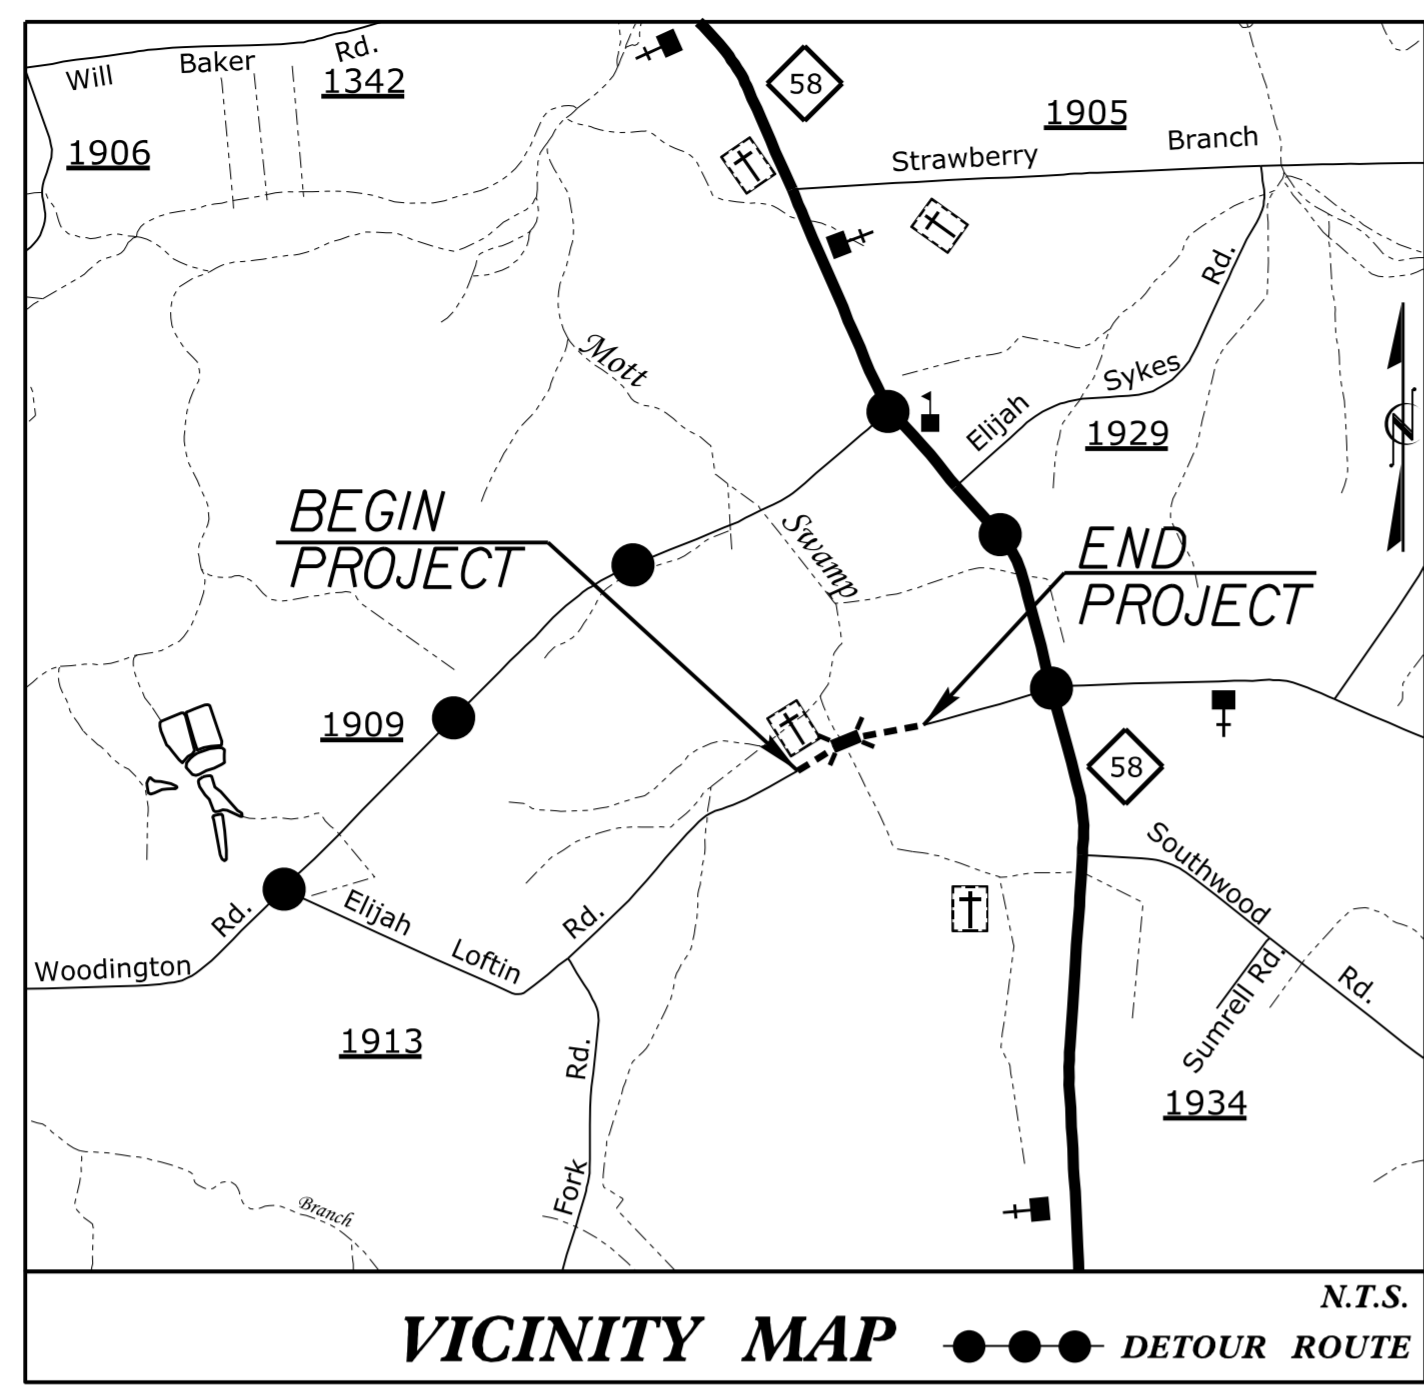 Will Baker Rd.
1342
1906
58
1905
Strawberry Branch
Rd.
Mott
Sykes
Elijah
1929
BEGIN
PROJECT
Swamp
END
PROJECT
N
1909
58
Southwood
Rd.
Elijah
Loftin
Rd.
Woodington
Rd.
Sumrell Rd.
1913
Rd.
Fork
1934
Branch
N.T.S.
VICINITY MAP
DETOUR ROUTE